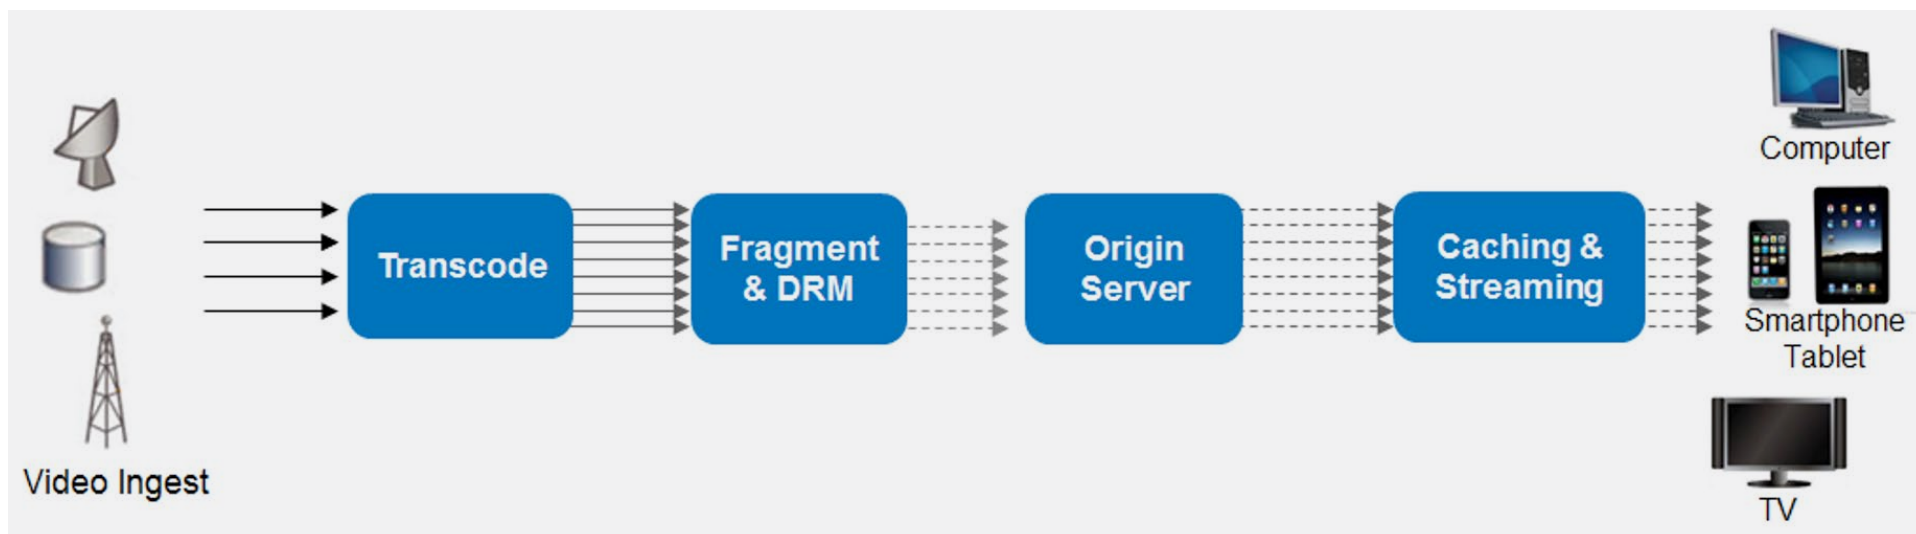 Video Ingest
Transcode
Fragment
& DRM
Origin
Server
Caching &
Streaming
Computer
Smartphone
Tablet
TV